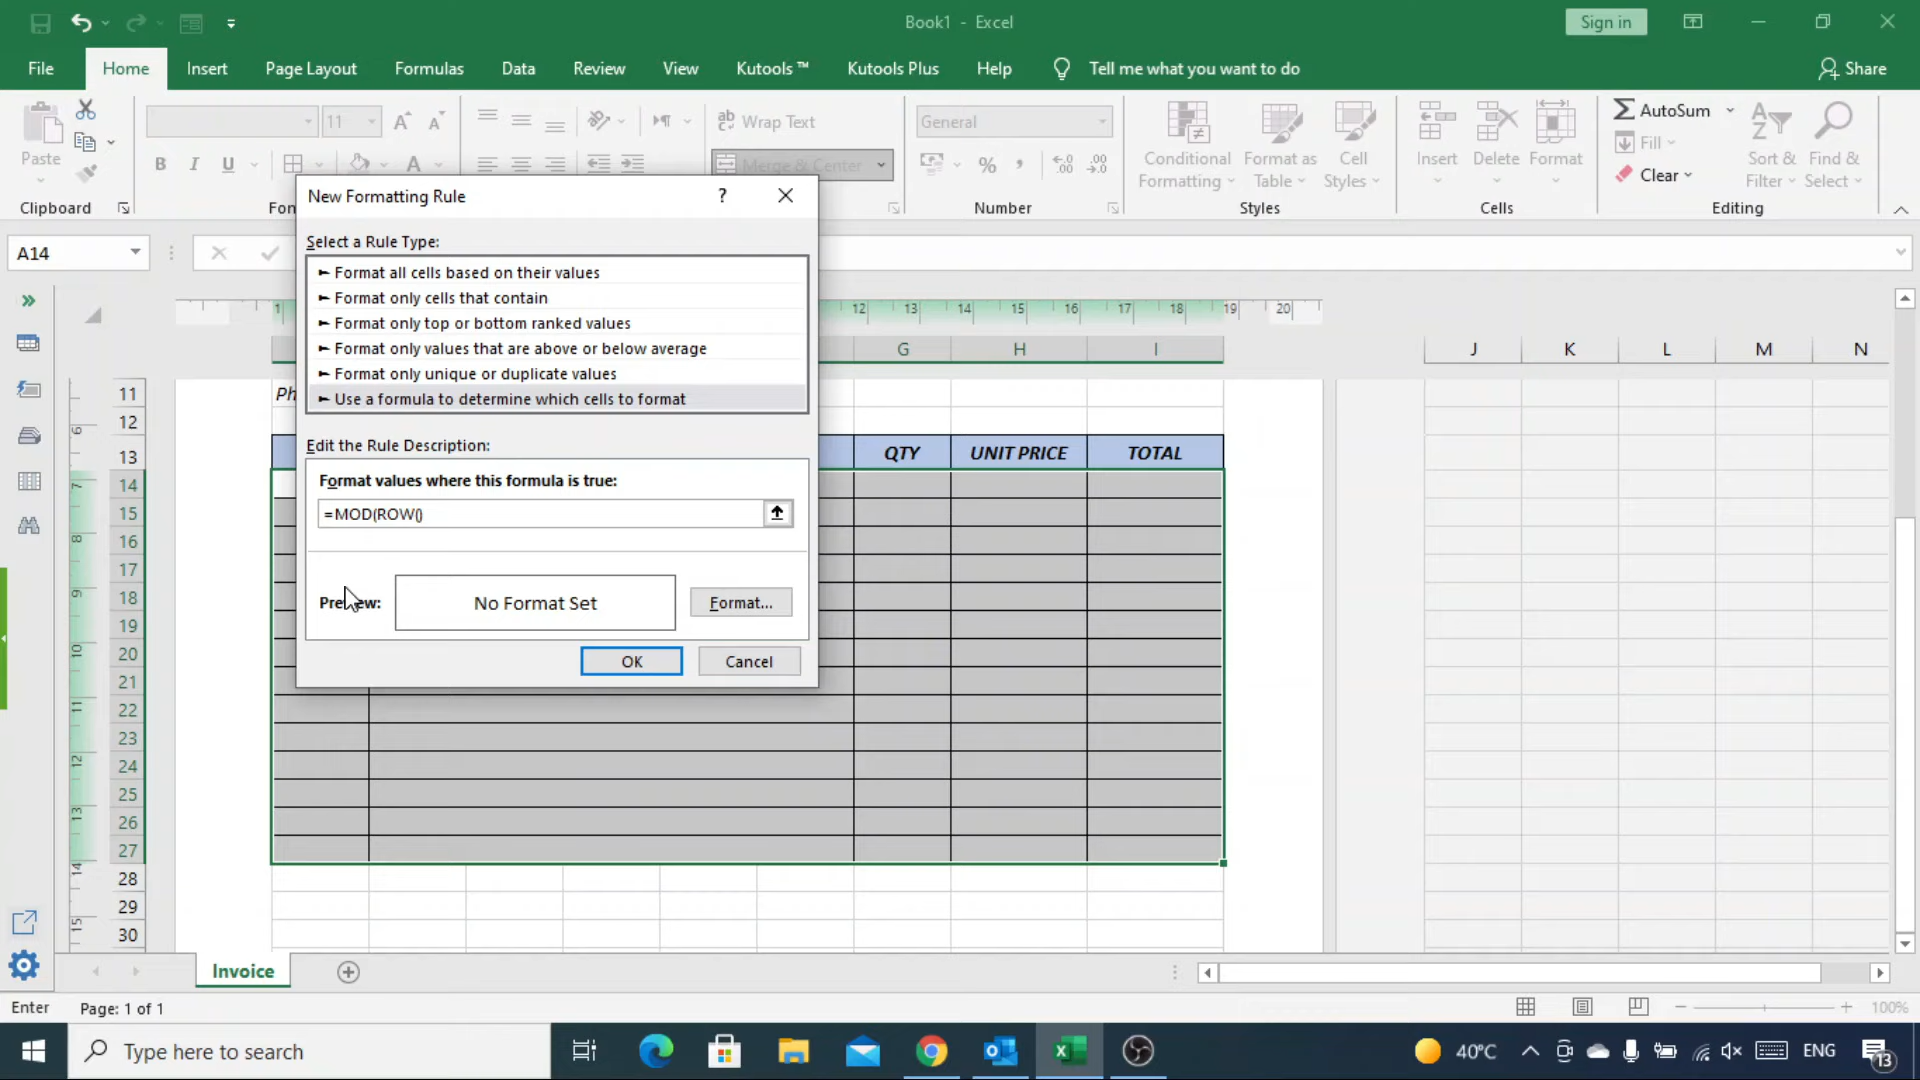 Book1 - Excel
Sign in
File Home Insert Page Layout Formulas Data Review View Kutools ™ Kutools Plus Help Tell me what you want to do Share
Paste
Clipboard
11
B I U
A A
Wrap Text
Merge & Center
General
% ,
Number
Conditional Formatting
Format as Table
Cell Styles
Styles
Insert
Delete
Format
Cells
AutoSum
Fill
Clear
Sort & Filter
Find & Select
Editing
A14
New Formatting Rule ?
Select a Rule Type:
► Format all cells based on their values
► Format only cells that contain
► Format only top or bottom ranked values
► Format only values that are above or below average
► Format only unique or duplicate values
► Use a formula to determine which cells to format
Edit the Rule Description:
Format values where this formula is true:
=MOD(ROW()
No Format Set
Format...
OK
Cancel
1 12 13 14 15 16 17 18 19 20
G H I J K L M N
11 Ph
12
13 QTY UNIT PRICE TOTAL
14
15
16
17
18
19
20
21
22
23
24
25
26
27
28
29
30
6
7
8
9
10
11
12
13
14
15
Invoice
Enter Page: 1 of 1
100%
Type here to search
40°C
ENG
13